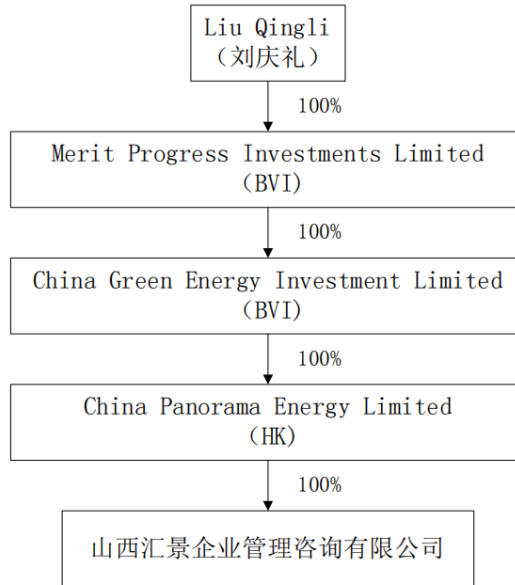 Liu Qingli
（刘庆礼）
100%
Merit Progress Investments Limited
（BVI）
100%
China Green Energy Investment Limited
（BVI）
100%
China Panorama Energy Limited
（HK）
100%
山西汇景企业管理咨询有限公司